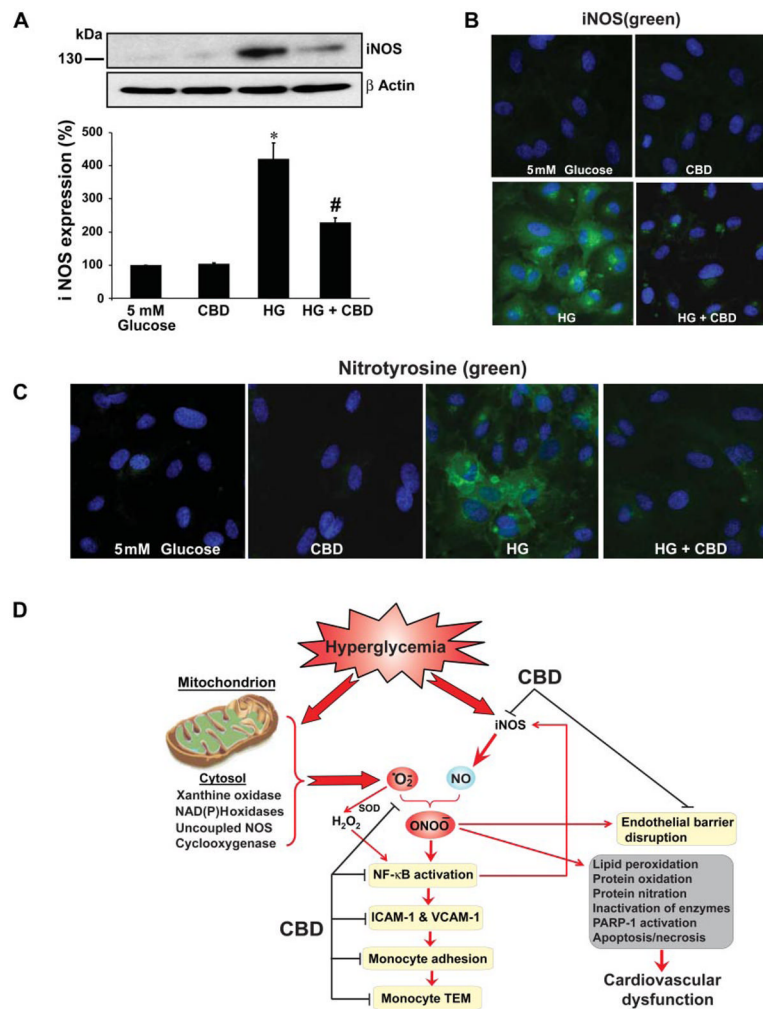 A
kDa
130
iNOS
β Actin
i NOS expression (%)
500
400
300
200
100
0
*
#
5 mM
Glucose
CBD
HG
HG + CBD
B
iNOS(green)
5mM Glucose
CBD
HG
HG + CBD
C
Nitrotyrosine (green)
5mM Glucose
CBD
HG
HG + CBD
D
Hyperglycemia
Mitochondrion
Cytosol
Xanthine oxidase
NAD(P)Hoxidases
Uncoupled NOS
Cyclooxygenase
CBD
iNOS
•O₂⁻
NO
SOD
H₂O₂
ONOO⁻
Endothelial barrier
disruption
NF-κB activation
ICAM-1 & VCAM-1
Monocyte adhesion
Monocyte TEM
CBD
Lipid peroxidation
Protein oxidation
Protein nitration
Inactivation of enzymes
PARP-1 activation
Apoptosis/necrosis
Cardiovascular
dysfunction